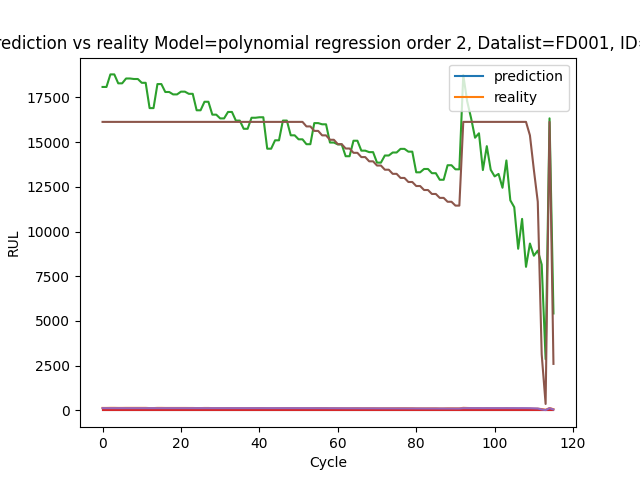 rediction vs reality Model=polynomial regression order 2, Datalist=FD001, ID=
prediction
reality
RUL
17500
15000
12500
10000
7500
5000
2500
0
0 20 40 60 80 100 120
Cycle